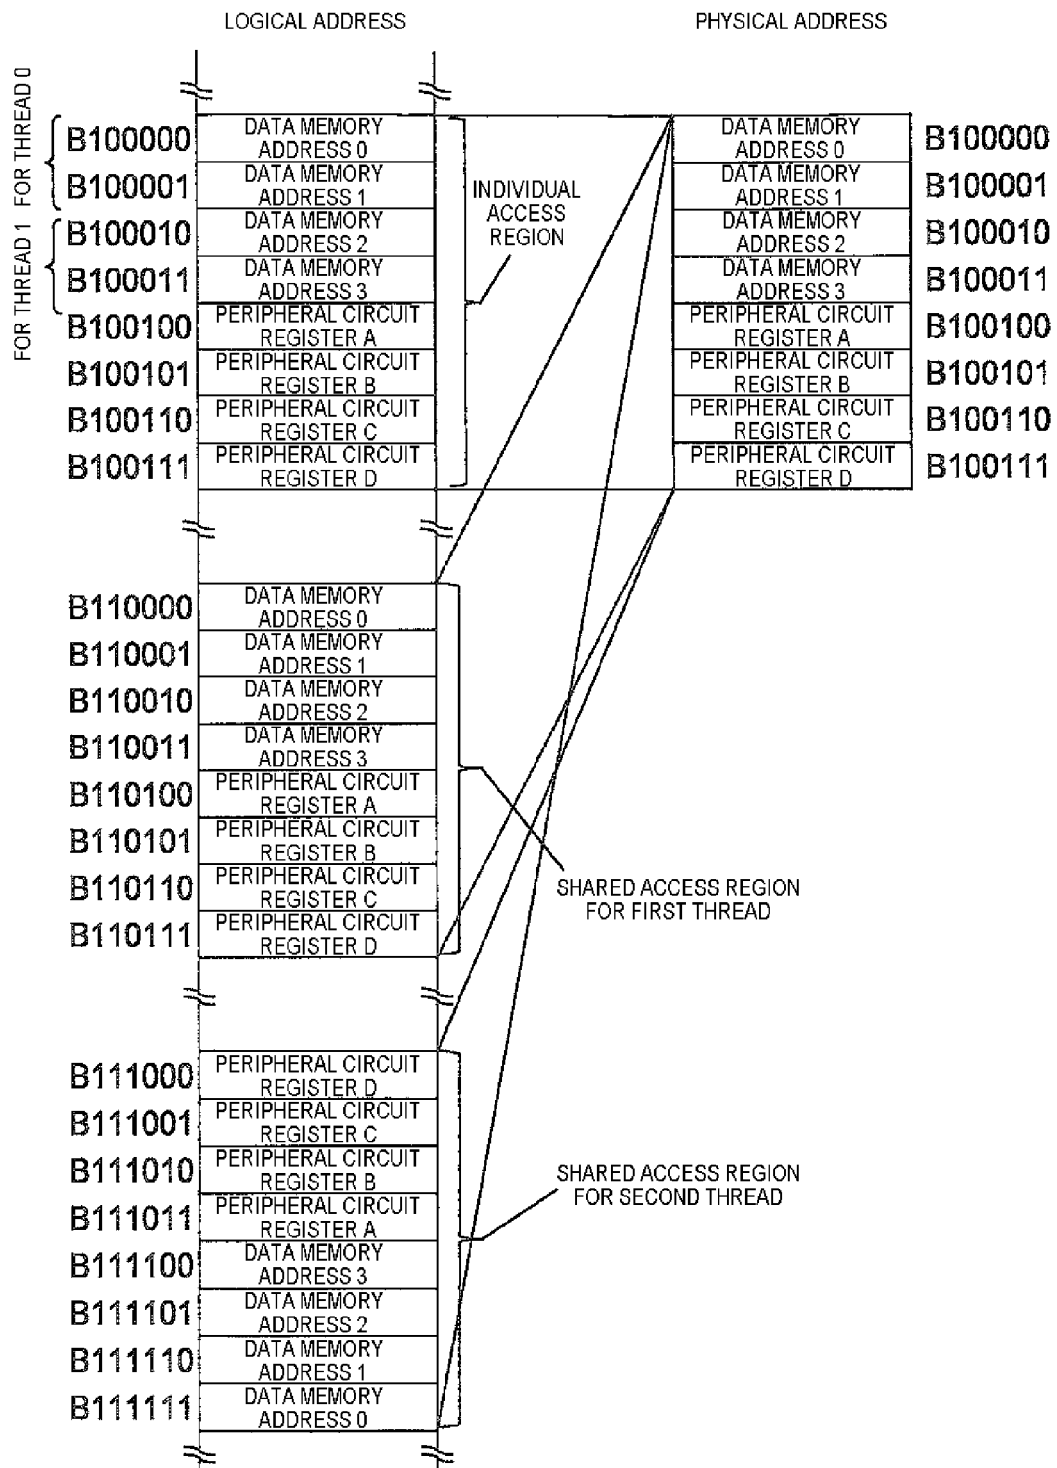 LOGICAL ADDRESS
PHYSICAL ADDRESS
FOR THREAD 0
FOR THREAD 1
B100000
DATA MEMORY
ADDRESS 0
B100001
DATA MEMORY
ADDRESS 1
B100010
DATA MEMORY
ADDRESS 2
B100011
DATA MEMORY
ADDRESS 3
B100100
PERIPHERAL CIRCUIT
REGISTER A
B100101
PERIPHERAL CIRCUIT
REGISTER B
B100110
PERIPHERAL CIRCUIT
REGISTER C
B100111
PERIPHERAL CIRCUIT
REGISTER D
INDIVIDUAL
ACCESS
REGION
DATA MEMORY
ADDRESS 0
B100000
DATA MEMORY
ADDRESS 1
B100001
DATA MEMORY
ADDRESS 2
B100010
DATA MEMORY
ADDRESS 3
B100011
PERIPHERAL CIRCUIT
REGISTER A
B100100
PERIPHERAL CIRCUIT
REGISTER B
B100101
PERIPHERAL CIRCUIT
REGISTER C
B100110
PERIPHERAL CIRCUIT
REGISTER D
B100111
B110000
DATA MEMORY
ADDRESS 0
B110001
DATA MEMORY
ADDRESS 1
B110010
DATA MEMORY
ADDRESS 2
B110011
DATA MEMORY
ADDRESS 3
B110100
PERIPHERAL CIRCUIT
REGISTER A
B110101
PERIPHERAL CIRCUIT
REGISTER B
B110110
PERIPHERAL CIRCUIT
REGISTER C
B110111
PERIPHERAL CIRCUIT
REGISTER D
SHARED ACCESS REGION
FOR FIRST THREAD
B111000
PERIPHERAL CIRCUIT
REGISTER D
B111001
PERIPHERAL CIRCUIT
REGISTER C
B111010
PERIPHERAL CIRCUIT
REGISTER B
B111011
PERIPHERAL CIRCUIT
REGISTER A
B111100
DATA MEMORY
ADDRESS 3
B111101
DATA MEMORY
ADDRESS 2
B111110
DATA MEMORY
ADDRESS 1
B111111
DATA MEMORY
ADDRESS 0
SHARED ACCESS REGION
FOR SECOND THREAD